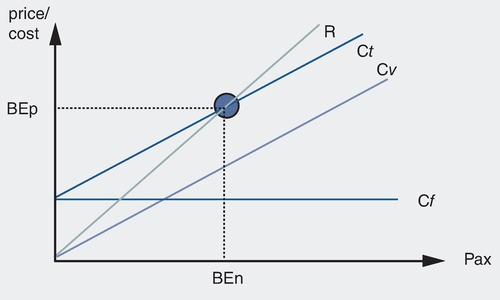 price/
cost
R
Ct
Cv
BEp
Cf
Pax
BEn